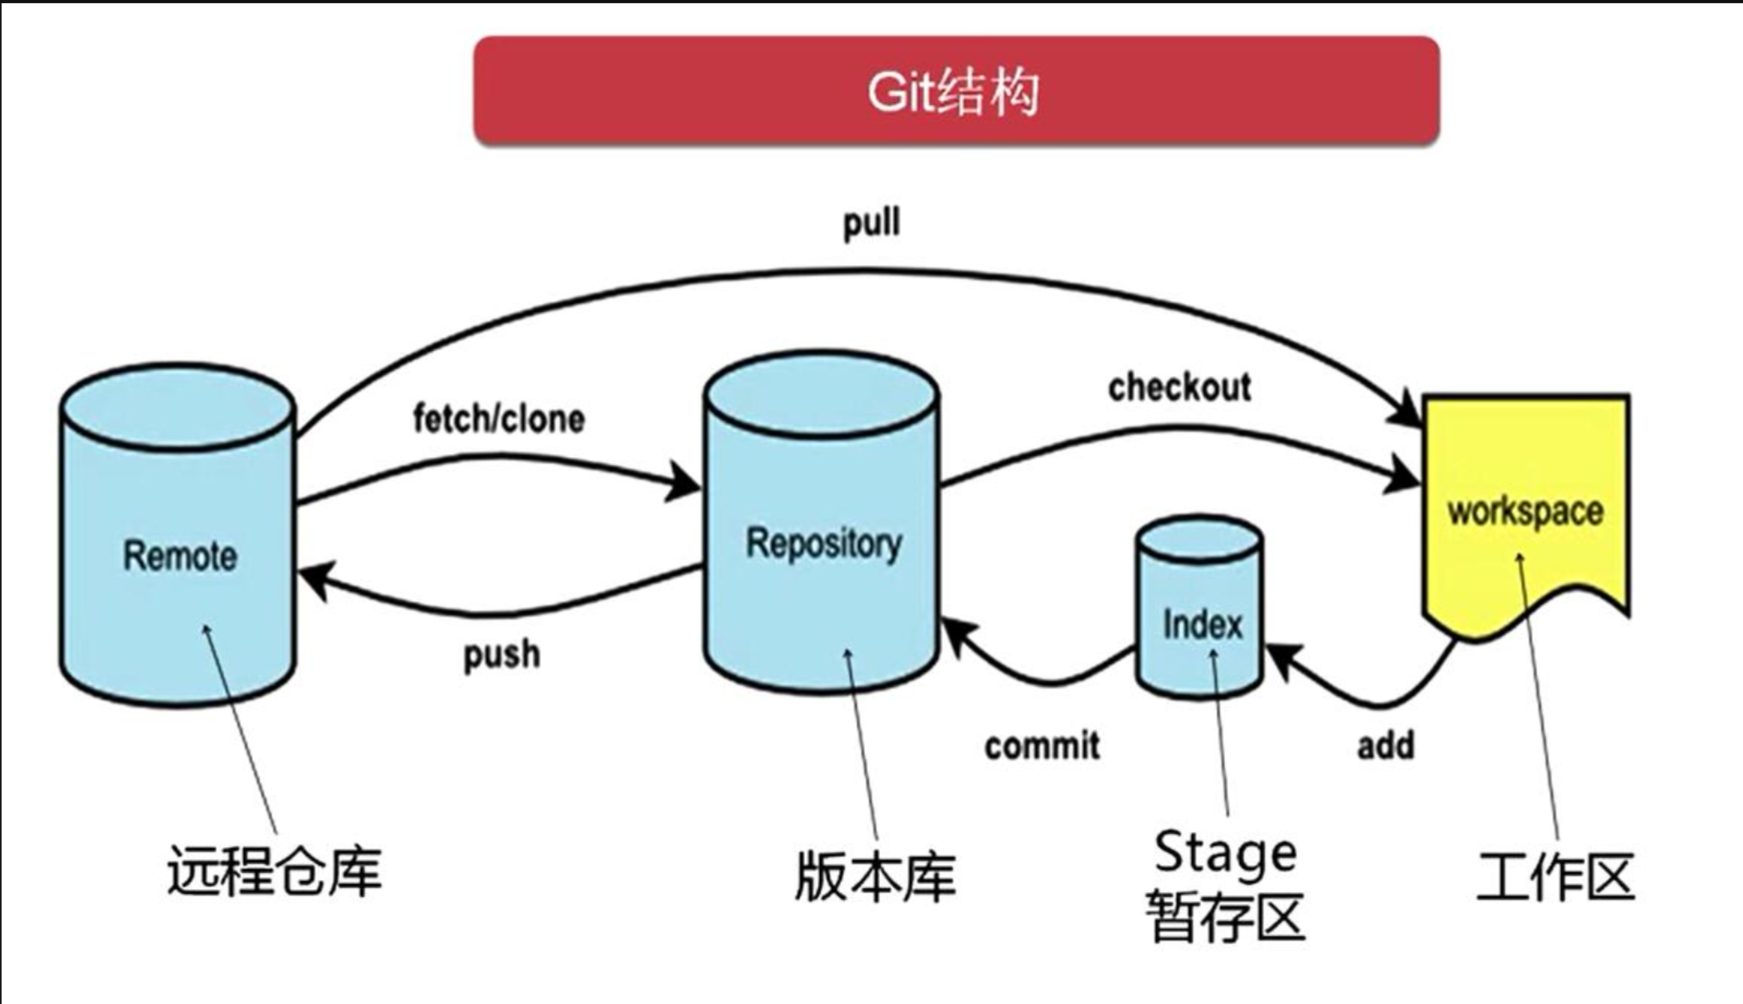 Git结构
pull
fetch/clone
checkout
Remote
Repository
workspace
Index
push
commit
add
远程仓库
版本库
Stage
暂存区
工作区